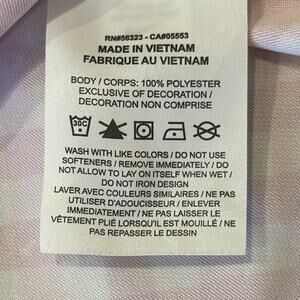 RN#56323 - CA#05553
MADE IN VIETNAM
FABRIQUE AU VIETNAM
BODY / CORPS: 100% POLYESTER
EXCLUSIVE OF DECORATION /
DECORATION NON COMPRISE
30C
WASH WITH LIKE COLORS / DO NOT USE
SOFTENERS / REMOVE IMMEDIATELY / DO
NOT ALLOW TO LAY ON ITSELF WHEN WET /
DO NOT IRON DESIGN
LAVER AVEC COULEURS SIMILAIRES / NE PAS
UTILISER D'ADOUCISSEUR / ENLEVER
IMMEDIATEMENT / NE PAS LAISSER LE
VÊTEMENT PLIÉ LORSQU'IL EST MOUILLÉ / NE
PAS REPASSER LE DESSIN